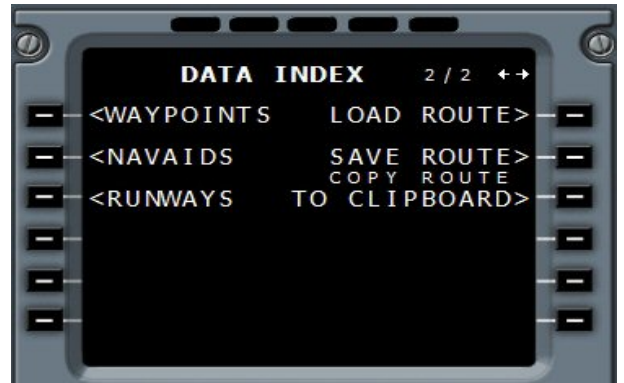 DATA INDEX 2/2 ←→
<WAYPOINTS LOAD ROUTE>
<NAVAIDS SAVE ROUTE>
COPY ROUTE
<RUNWAYS TO CLIPBOARD>